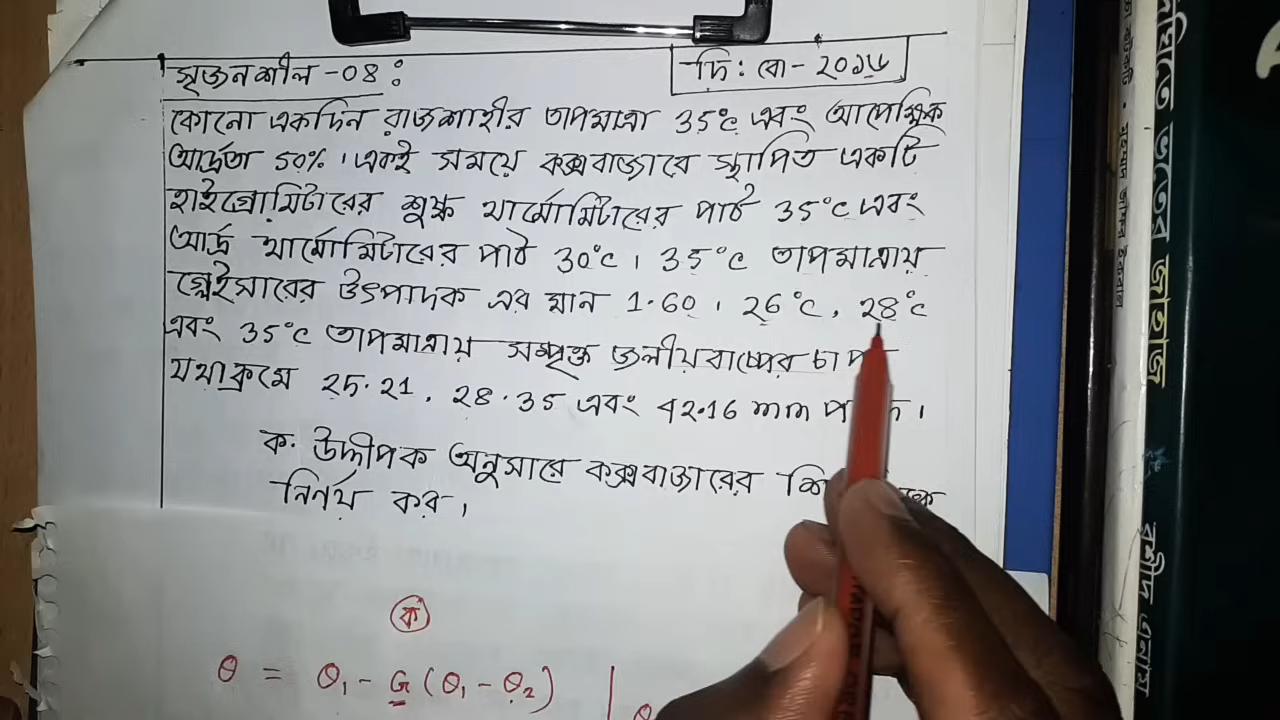 সৃজনশীল -০৪ :
দি : বো - ২০১৬
কোনো একদিন রাজশাহীর তাপমাত্রা 35°c এবং আপেক্ষিক
আর্দ্রতা 50% । একই সময়ে কক্সবাজারে স্থাপিত একটি
হাইগ্রোমিটারের শুষ্ক থার্মোমিটারের পাঠ 35°c এবং
আর্দ্র থার্মোমিটারের পাঠ 30°c । 35°c তাপমাত্রায়
গ্লেইসারের উৎপাদক এর মান 1.60 । 26°c , 28°c
এবং 35°c তাপমাত্রায় সম্পৃক্ত জলীয়বাষ্পের চাপ
যথাক্রমে 25.21 , 28.35 এবং 42.16 mm
ক. উদ্দীপক অনুসারে কক্সবাজারের
নির্ণয় কর ।
ক
θ = θ₁ - G (θ₁ - θ₂)